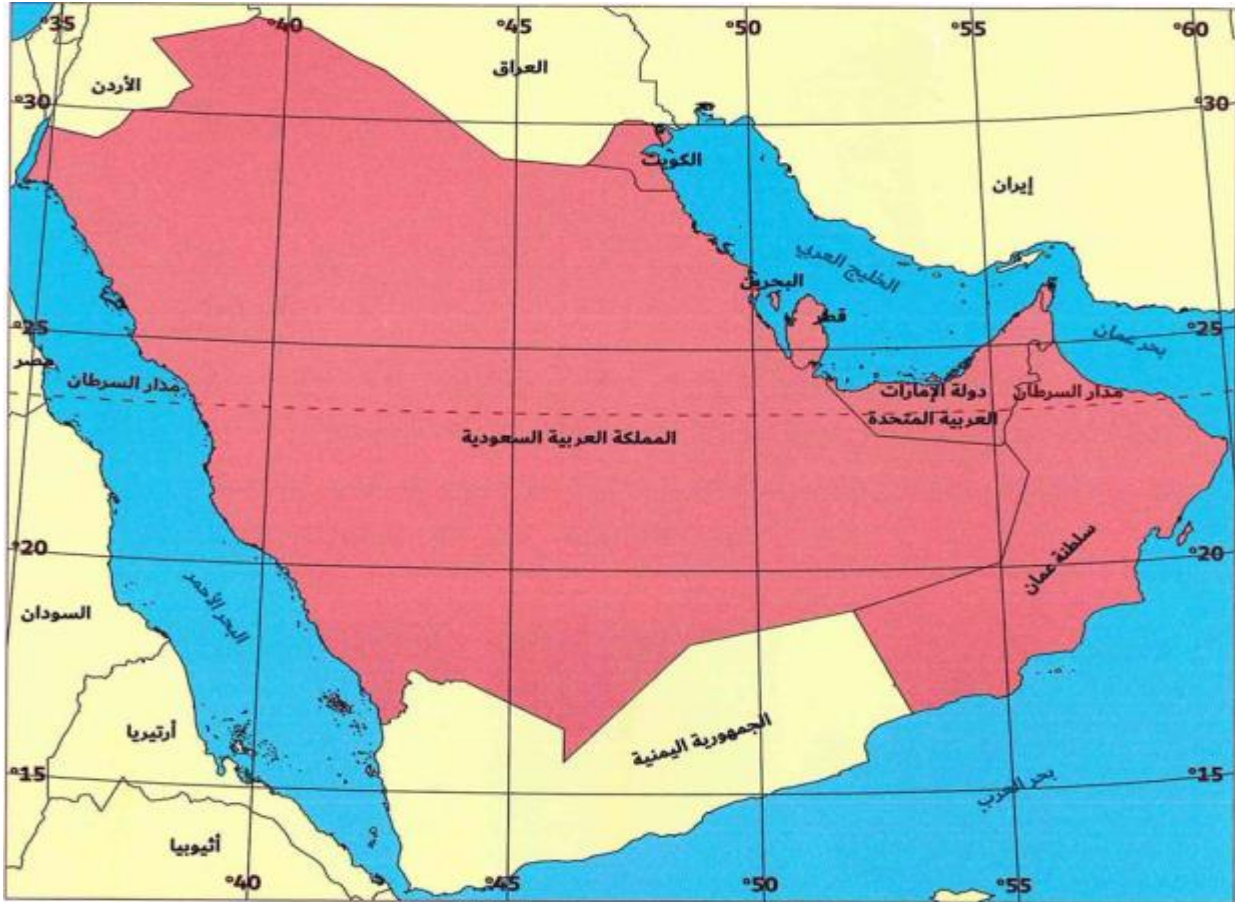 °35
°40
°45
°50
°55
°60
العراق
الأردن
°30
°30
الكويت
إيران
الخليج العربي
البحرين
قطر
°25
°25
بحر عمان
مصر
مدار السرطان
دولة الإمارات
العربية المتحدة
مدار السرطان
المملكة العربية السعودية
°20
°20
سلطنة عمان
البحر الأحمر
السودان
الجمهورية اليمنية
أرتيريا
°15
°15
بحر العرب
أثيوبيا
°40
°45
°50
°55